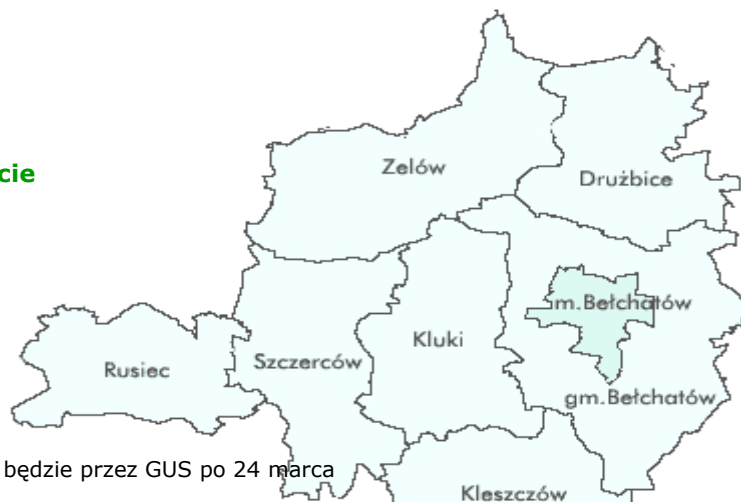 cie
Zelów
Drużbice
m.Bełchatów
Kluki
Szczerców
Rusiec
gm.Bełchatów
będzie przez GUS po 24 marca
Kleszczów